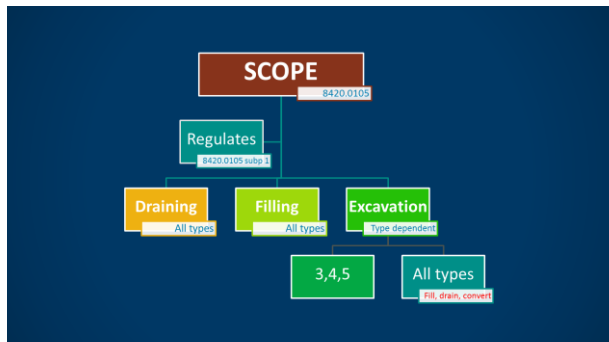 SCOPE
8420.0105
Regulates
8420.0105 subp 1
Draining
All types
Filling
All types
Excavation
Type dependent
3,4,5
All types
Fill, drain, convert